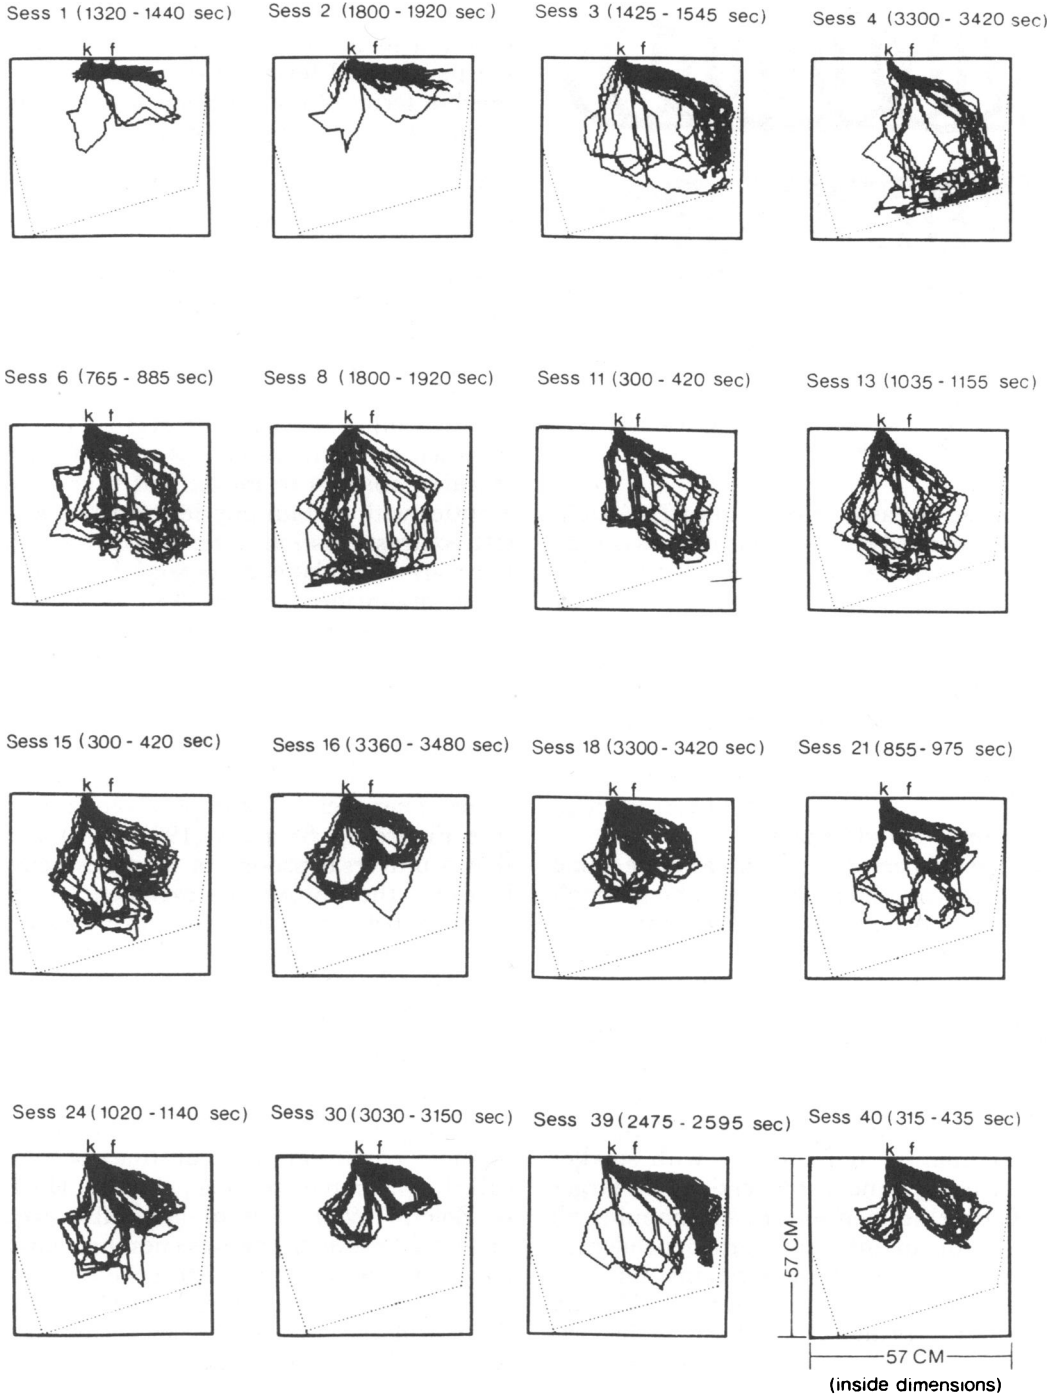 Sess 1 (1320 - 1440 sec)
Sess 2 (1800 - 1920 sec)
Sess 3 (1425 - 1545 sec)
Sess 4 (3300 - 3420 sec)
k f
k f
k f
k f
Sess 6 (765 - 885 sec)
Sess 8 (1800 - 1920 sec)
Sess 11 (300 - 420 sec)
Sess 13 (1035 - 1155 sec)
k f
k f
k f
k f
Sess 15 (300 - 420 sec)
Sess 16 (3360 - 3480 sec)
Sess 18 (3300 - 3420 sec)
Sess 21 (855 - 975 sec)
k f
k f
k f
k f
Sess 24 (1020 - 1140 sec)
Sess 30 (3030 - 3150 sec)
Sess 39 (2475 - 2595 sec)
Sess 40 (315 - 435 sec)
k f
k f
k f
k f
57 CM
57 CM
(inside dimensions)